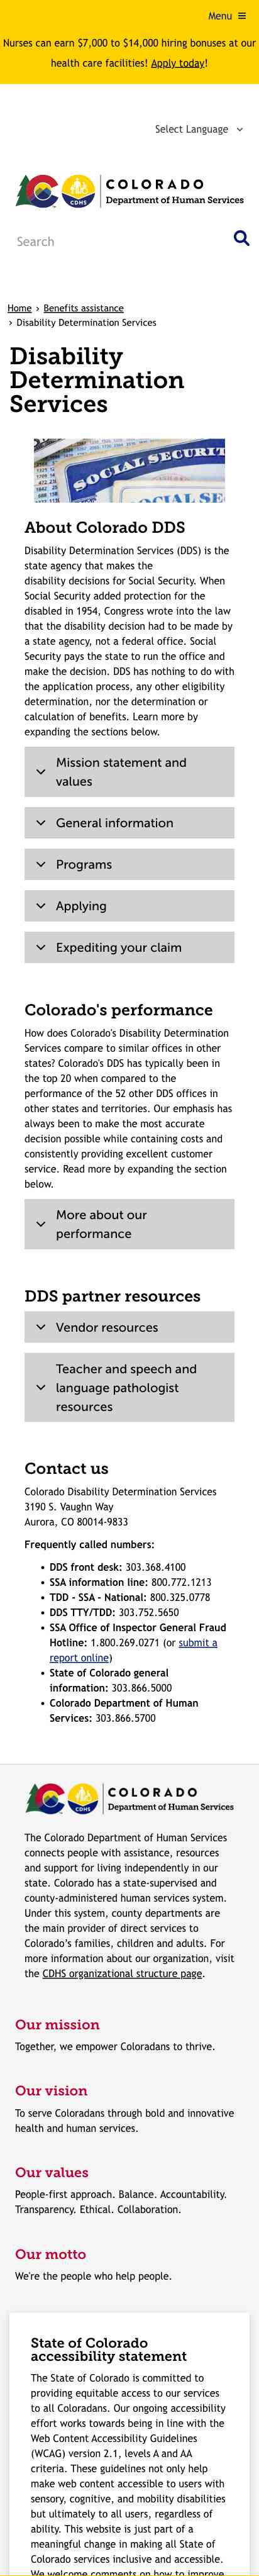 Menu ≡
Nurses can earn $7,000 to $14,000 hiring bonuses at our
health care facilities! Apply today!
Select Language
COLORADO
Department of Human Services
CDHS
Search
Home › Benefits assistance
› Disability Determination Services
Disability
Determination
Services
SOCIAL SECURITY
SOCIAL SE
About Colorado DDS
Disability Determination Services (DDS) is the
state agency that makes the
disability decisions for Social Security. When
Social Security added protection for the
disabled in 1954, Congress wrote into the law
that the disability decision had to be made by
a state agency, not a federal office. Social
Security pays the state to run the office and
make the decision. DDS has nothing to do with
the application process, any other eligibility
determination, nor the determination or
calculation of benefits. Learn more by
expanding the sections below.
Mission statement and
values
General information
Programs
Applying
Expediting your claim
Colorado's performance
How does Colorado's Disability Determination
Services compare to similar offices in other
states? Colorado's DDS has typically been in
the top 20 when compared to the
performance of the 52 other DDS offices in
other states and territories. Our emphasis has
always been to make the most accurate
decision possible while containing costs and
consistently providing excellent customer
service. Read more by expanding the section
below.
More about our
performance
DDS partner resources
Vendor resources
Teacher and speech and
language pathologist
resources
Contact us
Colorado Disability Determination Services
3190 S. Vaughn Way
Aurora, CO 80014-9833
Frequently called numbers:
• DDS front desk: 303.368.4100
• SSA information line: 800.772.1213
• TDD - SSA - National: 800.325.0778
• DDS TTY/TDD: 303.752.5650
• SSA Office of Inspector General Fraud
Hotline: 1.800.269.0271 (or submit a
report online)
• State of Colorado general
information: 303.866.5000
• Colorado Department of Human
Services: 303.866.5700
COLORADO
Department of Human Services
CDHS
The Colorado Department of Human Services
connects people with assistance, resources
and support for living independently in our
state. Colorado has a state-supervised and
county-administered human services system.
Under this system, county departments are
the main provider of direct services to
Colorado’s families, children and adults. For
more information about our organization, visit
the CDHS organizational structure page.
Our mission
Together, we empower Coloradans to thrive.
Our vision
To serve Coloradans through bold and innovative
health and human services.
Our values
People-first approach. Balance. Accountability.
Transparency. Ethical. Collaboration.
Our motto
We're the people who help people.
State of Colorado
accessibility statement
The State of Colorado is committed to
providing equitable access to our services
to all Coloradans. Our ongoing accessibility
effort works towards being in line with the
Web Content Accessibility Guidelines
(WCAG) version 2.1, levels A and AA
criteria. These guidelines not only help
make web content accessible to users with
sensory, cognitive, and mobility disabilities
but ultimately to all users, regardless of
ability. This website is just part of a
meaningful change in making all State of
Colorado services inclusive and accessible.
We welcome comments on how to improve